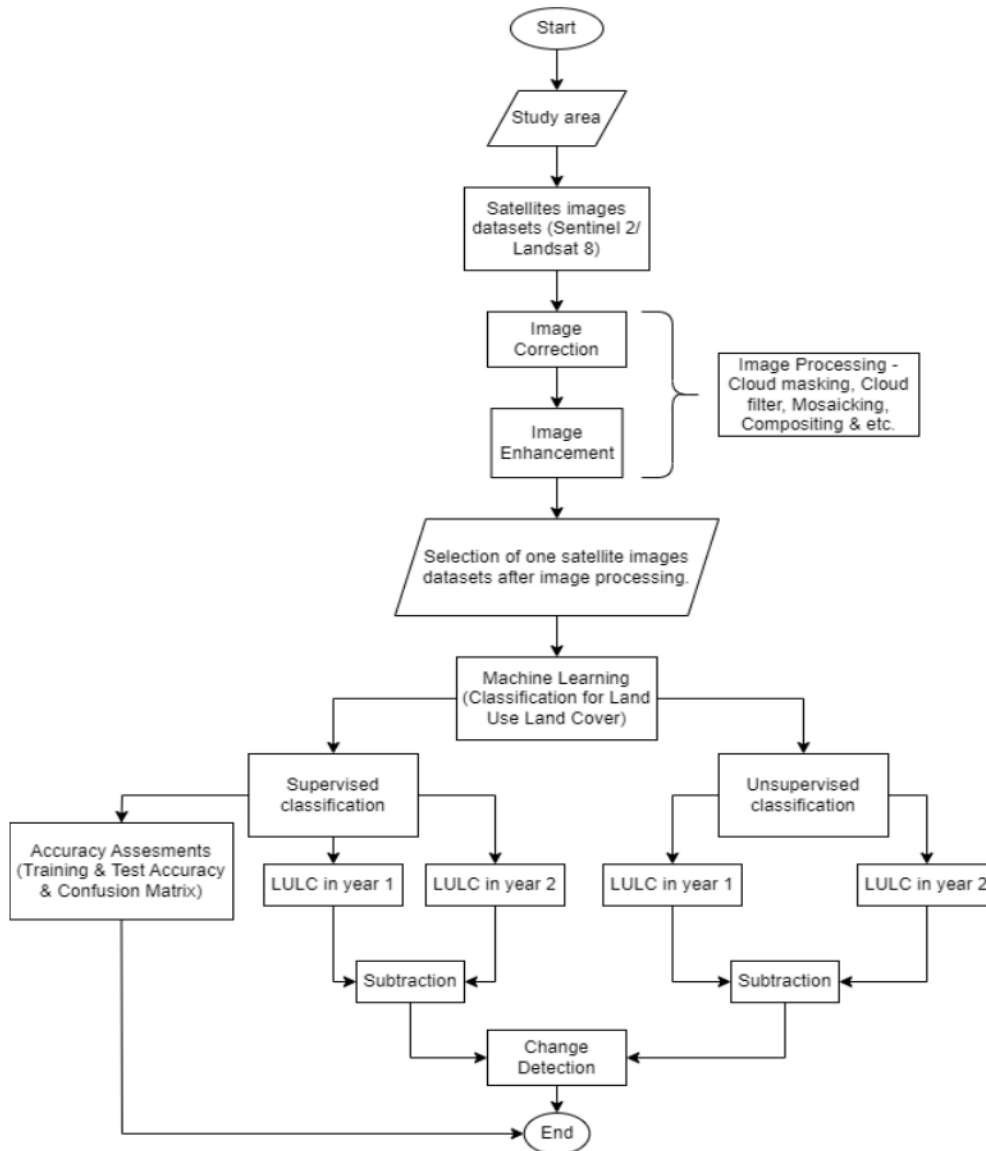 Start
Study area
Satellites images
datasets (Sentinel 2/
Landsat 8)
Image
Correction
Image Processing -
Cloud masking, Cloud
filter, Mosaicking,
Compositing & etc.
Image
Enhancement
Selection of one satellite images
datasets after image processing.
Machine Learning
(Classification for Land
Use Land Cover)
Supervised
classification
Unsupervised
classification
Accuracy Assesments
(Training & Test Accuracy
& Confusion Matrix)
LULC in year 1
LULC in year 2
LULC in year 1
LULC in year 2
Subtraction
Subtraction
Change
Detection
End